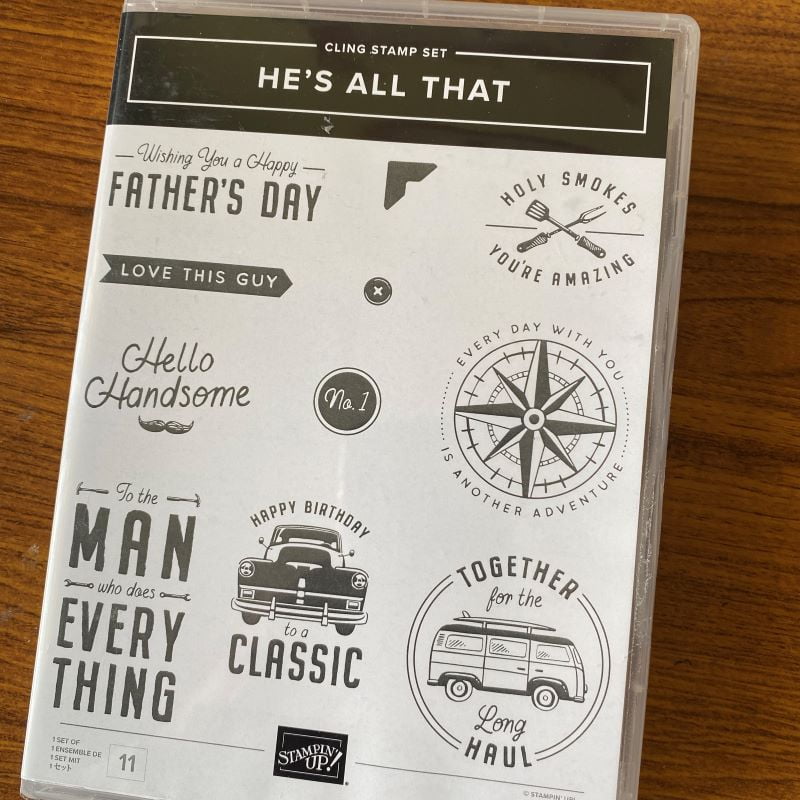 CLING STAMP SET
HE'S ALL THAT
Wishing You a Happy
FATHER'S DAY
HOLY SMOKES
YOU'RE AMAZING
LOVE THIS GUY
Hello
Handsome
No. 1
EVERY DAY WITH YOU
IS ANOTHER ADVENTURE
To the
MAN
who does
EVERY
THING
HAPPY BIRTHDAY
to a
CLASSIC
TOGETHER
for the
Long
HAUL
1 SET OF
1 ENSEMBLE DE
1 SET MIT
1 セット
11
STAMPIN' UP!
© STAMPIN' UP!